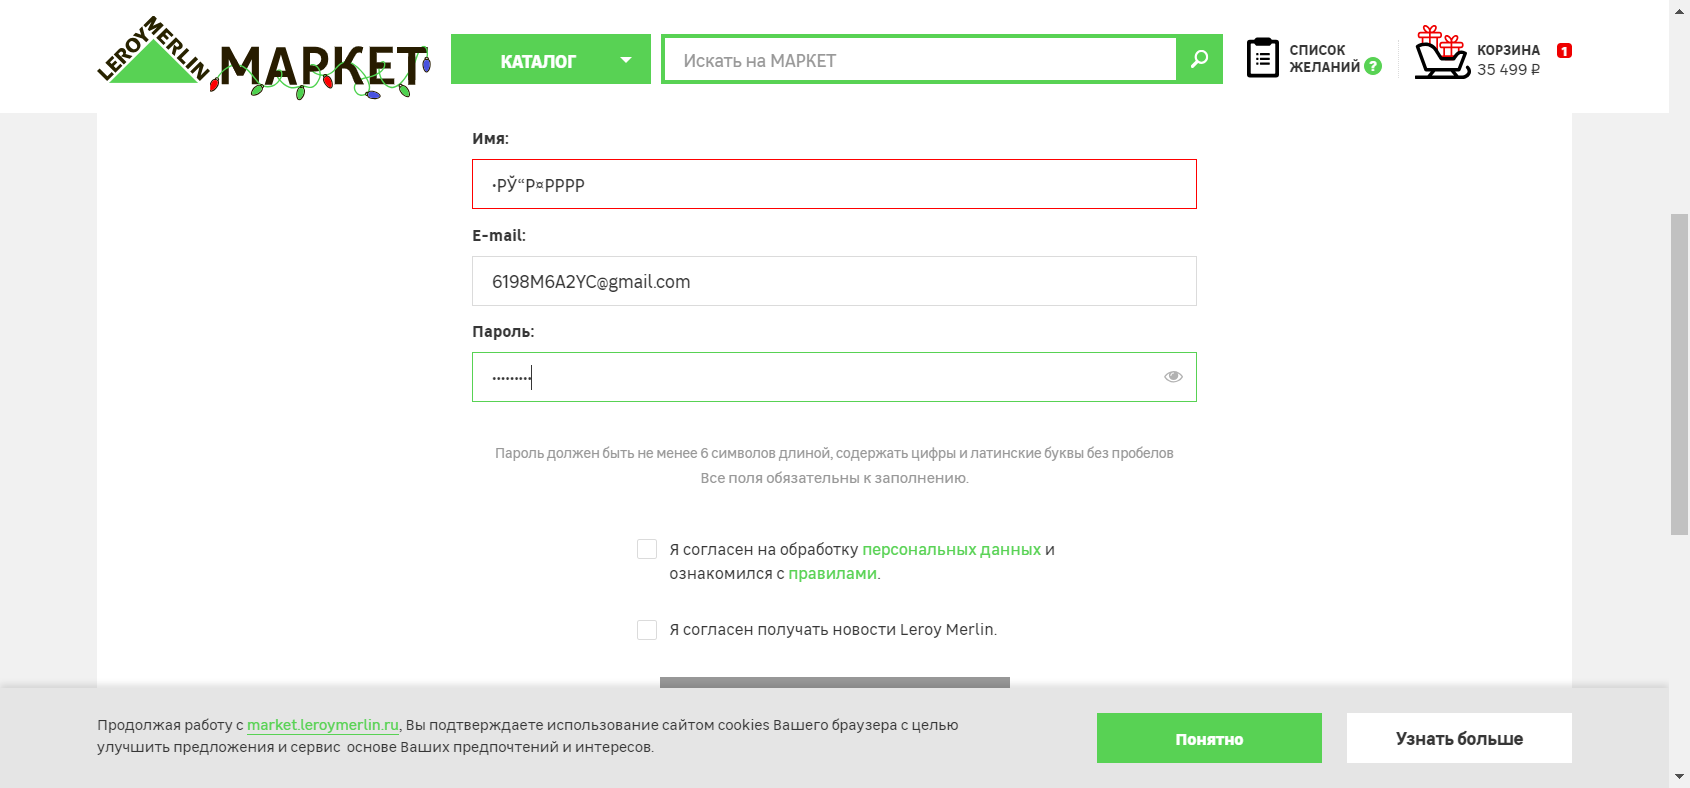 LEROY MERLIN МАРКЕТ
КАТАЛОГ
Искать на МАРКЕТ
СПИСОК
ЖЕЛАНИЙ ?
КОРЗИНА 1
35 499 ₽
Имя:
·РЎ“Р¤РРРР
E-mail:
6198M6A2YC@gmail.com
Пароль:
•••••••••
Пароль должен быть не менее 6 символов длиной, содержать цифры и латинские буквы без пробелов
Все поля обязательны к заполнению.
Я согласен на обработку персональных данных и
ознакомился с правилами.
Я согласен получать новости Leroy Merlin.
Продолжая работу с market.leroymerlin.ru, Вы подтверждаете использование сайтом cookies Вашего браузера с целью
улучшить предложения и сервис основе Ваших предпочтений и интересов.
Понятно
Узнать больше